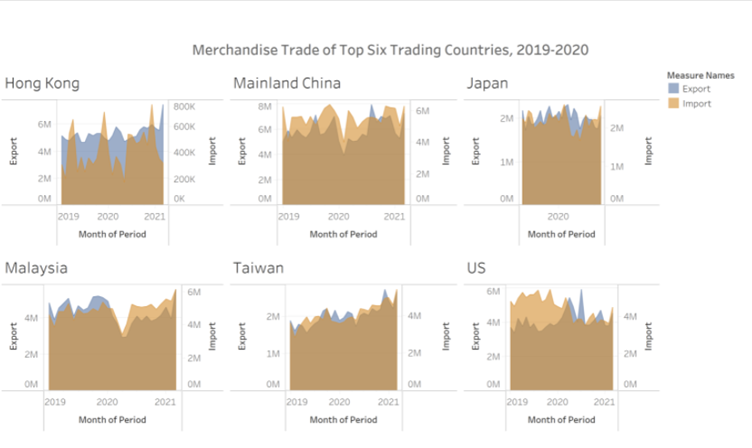 Merchandise Trade of Top Six Trading Countries, 2019-2020
Measure Names
Export
Import
Hong Kong
Export
6M
4M
2M
0M
800K
600K
400K
200K
0K
Import
2019 2020 2021
Month of Period
Mainland China
Export
8M
6M
4M
2M
0M
6M
4M
2M
0M
Import
2019 2020 2021
Month of Period
Japan
Export
2M
1M
0M
2M
1M
0M
Import
2020
Month of Period
Malaysia
Export
4M
2M
0M
6M
4M
2M
0M
Import
2019 2020 2021
Month of Period
Taiwan
Export
2M
1M
0M
4M
2M
0M
Import
2019 2020 2021
Month of Period
US
Export
6M
4M
2M
0M
4M
2M
0M
Import
2019 2020 2021
Month of Period